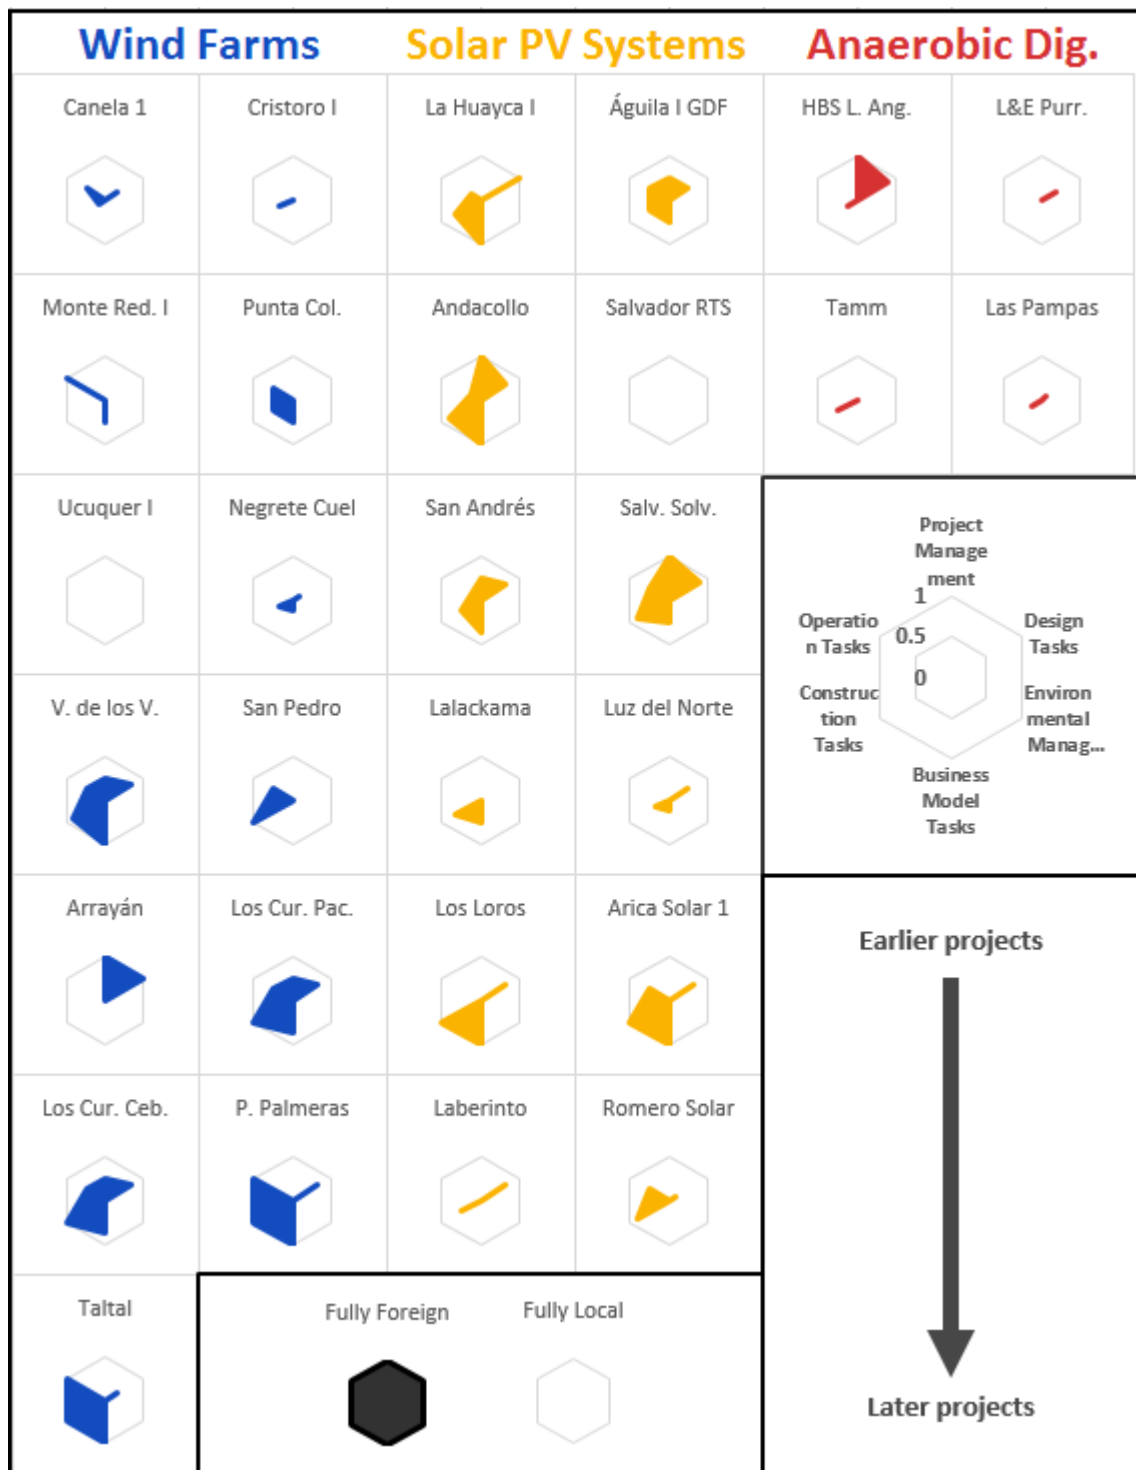 Wind Farms Solar PV Systems Anaerobic Dig.
Canela 1 Cristoro I La Huayca I Águila I GDF HBS L. Ang. L&E Purr.
Monte Red. I Punta Col. Andacollo Salvador RTS Tamm Las Pampas
Ucuquer I Negrete Cuel San Andrés Salv. Solv.
Project
Manage
ment
1
Operatio
n Tasks
0.5
Design
Tasks
0
Construc
tion
Tasks
Environ
mental
Manag...
Business
Model
Tasks
V. de los V. San Pedro Lalackama Luz del Norte
Arrayán Los Cur. Pac. Los Loros Arica Solar 1
Earlier projects
Los Cur. Ceb. P. Palmeras Laberinto Romero Solar
Taltal
Fully Foreign Fully Local
Later projects